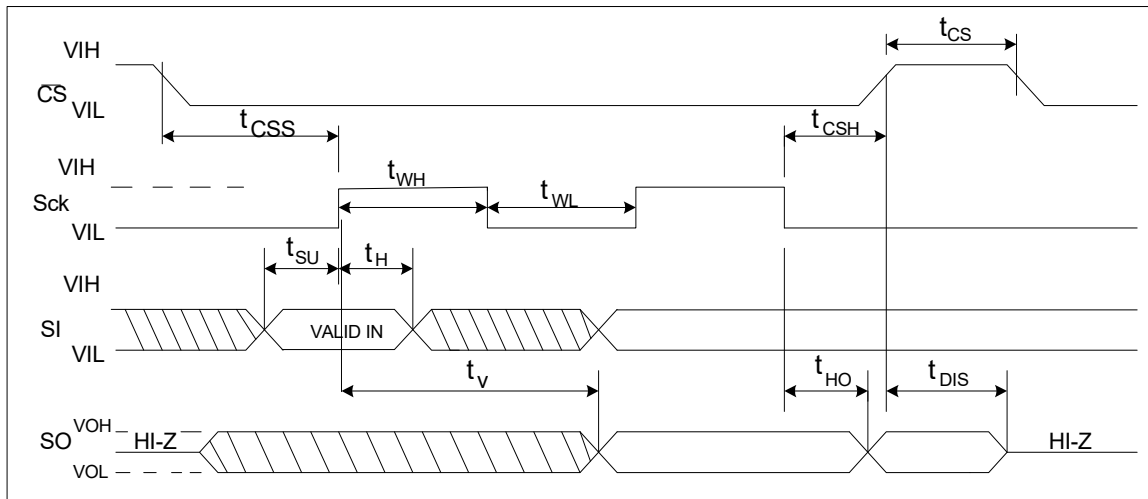 VIH
t_CS
CS
VIL
t_CSS
t_CSH
VIH
t_WH
Sck
t_WL
VIL
t_SU
t_H
VIH
SI
VALID IN
VIL
t_V
t_HO
t_DIS
VOH
SO
HI-Z
HI-Z
VOL